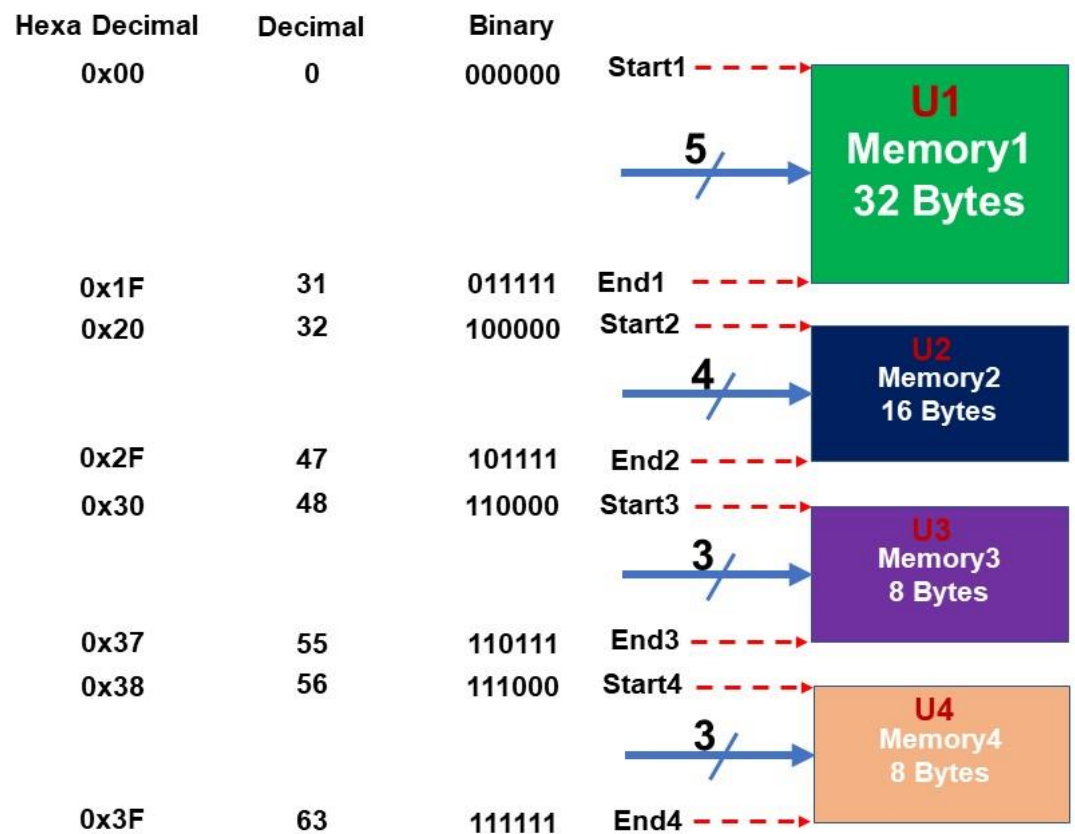 Hexa Decimal Decimal Binary
0x00 0 000000 Start1
U1
Memory1
32 Bytes
5
0x1F 31 011111 End1
0x20 32 100000 Start2
U2
Memory2
16 Bytes
4
0x2F 47 101111 End2
0x30 48 110000 Start3
U3
Memory3
8 Bytes
3
0x37 55 110111 End3
0x38 56 111000 Start4
U4
Memory4
8 Bytes
3
0x3F 63 111111 End4